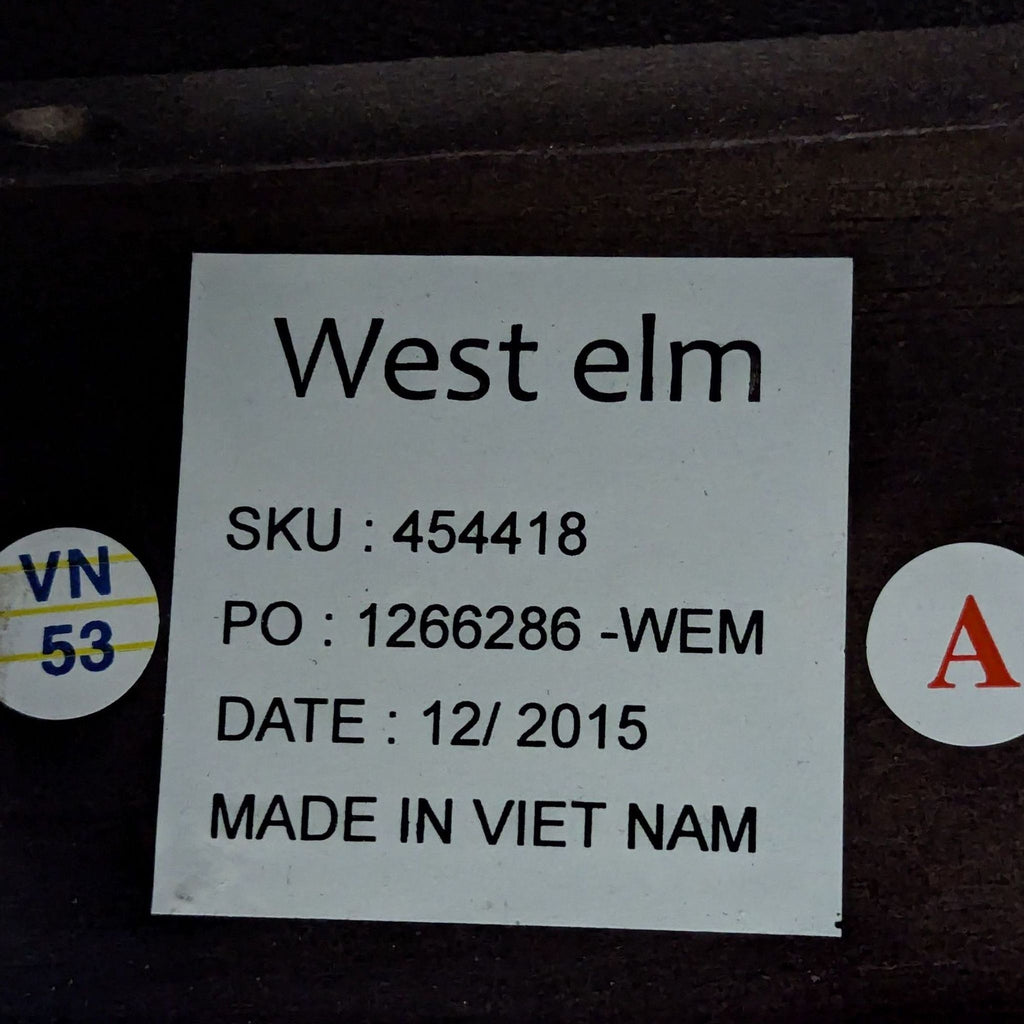 West elm
SKU : 454418
PO : 1266286 -WEM
DATE : 12/ 2015
MADE IN VIET NAM
VN
53
A